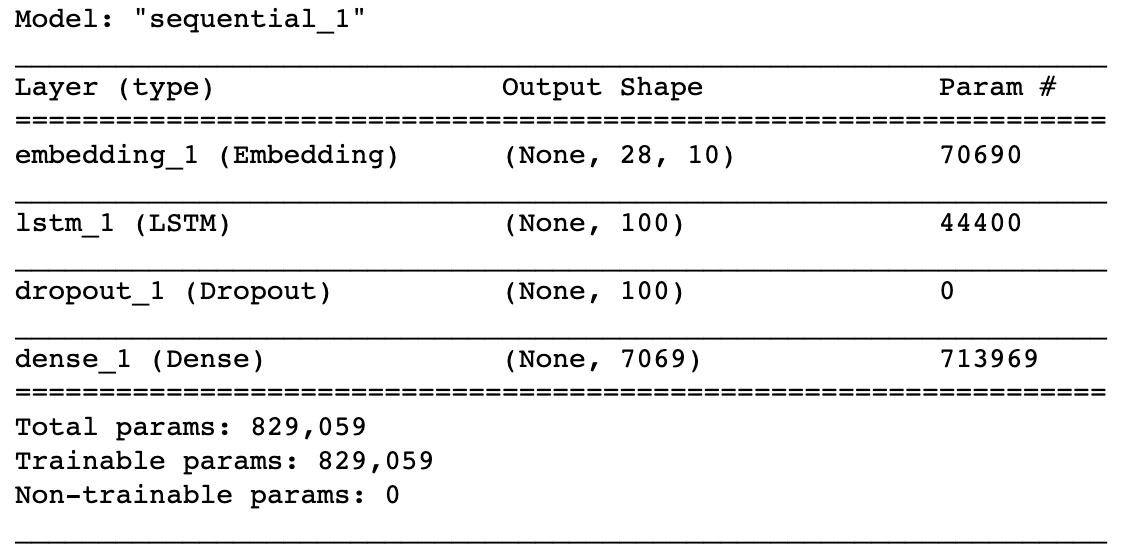 Model: "sequential_1"
Layer (type) Output Shape Param #
=================================================================
embedding_1 (Embedding) (None, 28, 10) 70690
lstm_1 (LSTM) (None, 100) 44400
dropout_1 (Dropout) (None, 100) 0
dense_1 (Dense) (None, 7069) 713969
=================================================================
Total params: 829,059
Trainable params: 829,059
Non-trainable params: 0